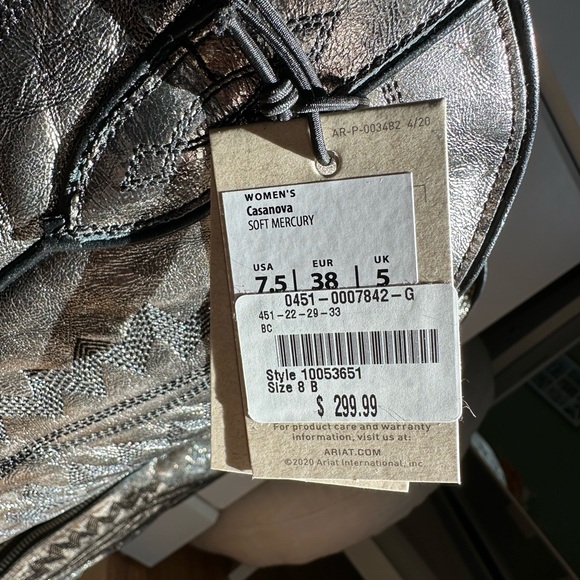 AR-P-003482 4/20
WOMEN'S
Casanova
SOFT MERCURY
USA EUR UK
7.5 38 5
0451-0007842-G
451-22-29-33
BC
Style 10053651
Size 8 B
$ 299.99
For product care and warranty
information, visit us at:
ARIAT.COM
©2020 Ariat International, Inc.